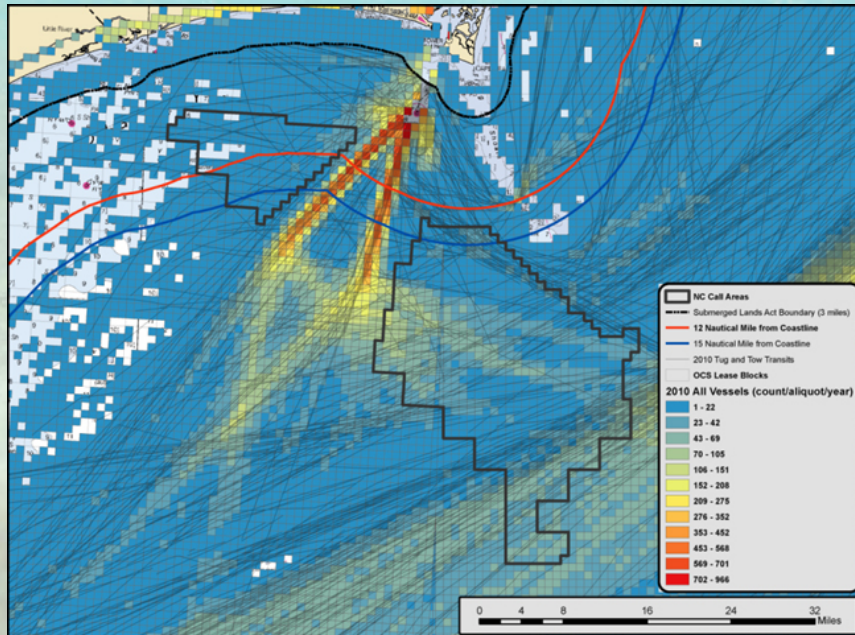 Little River
NC Call Areas
Submerged Lands Act Boundary (3 miles)
12 Nautical Mile from Coastline
15 Nautical Mile from Coastline
2010 Tug and Tow Transits
OCS Lease Blocks
2010 All Vessels (count/aliquot/year)
1 - 22
23 - 42
43 - 69
70 - 105
106 - 151
152 - 208
209 - 275
276 - 352
353 - 452
453 - 568
569 - 701
702 - 966
0 4 8 16 24 32
Miles